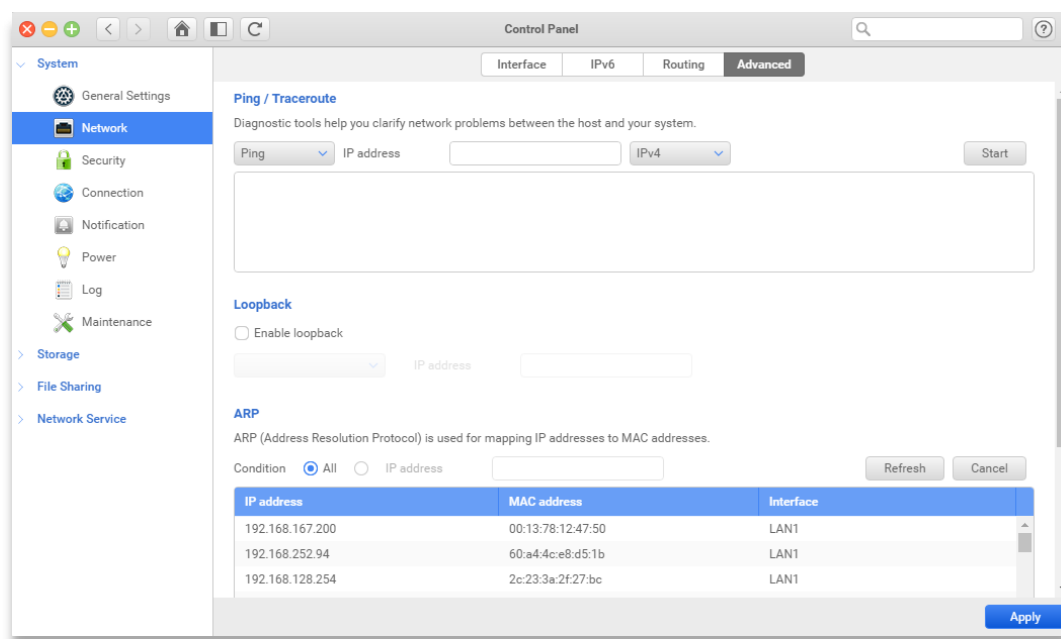 Control Panel
?
System
General Settings
Network
Security
Connection
Notification
Power
Log
Maintenance
Storage
File Sharing
Network Service
Interface IPv6 Routing Advanced
Ping / Traceroute
Diagnostic tools help you clarify network problems between the host and your system.
Ping IP address IPv4 Start
Loopback
Enable loopback
IP address
ARP
ARP (Address Resolution Protocol) is used for mapping IP addresses to MAC addresses.
Condition All IP address Refresh Cancel
IP address MAC address Interface
192.168.167.200 00:13:78:12:47:50 LAN1
192.168.252.94 60:a4:4c:e8:d5:1b LAN1
192.168.128.254 2c:23:3a:2f:27:bc LAN1
Apply